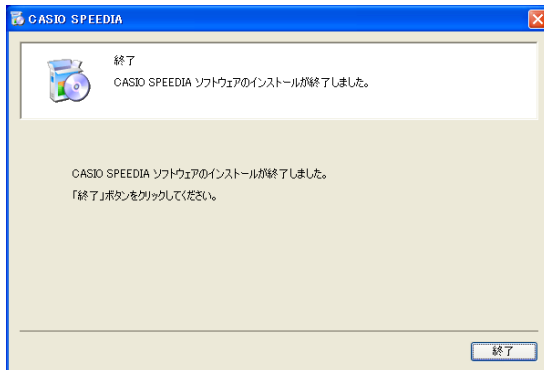 CASIO SPEEDIA
終了
CASIO SPEEDIA ソフトウェアのインストールが終了しました。
CASIO SPEEDIA ソフトウェアのインストールが終了しました。
「終了」ボタンをクリックしてください。
終了